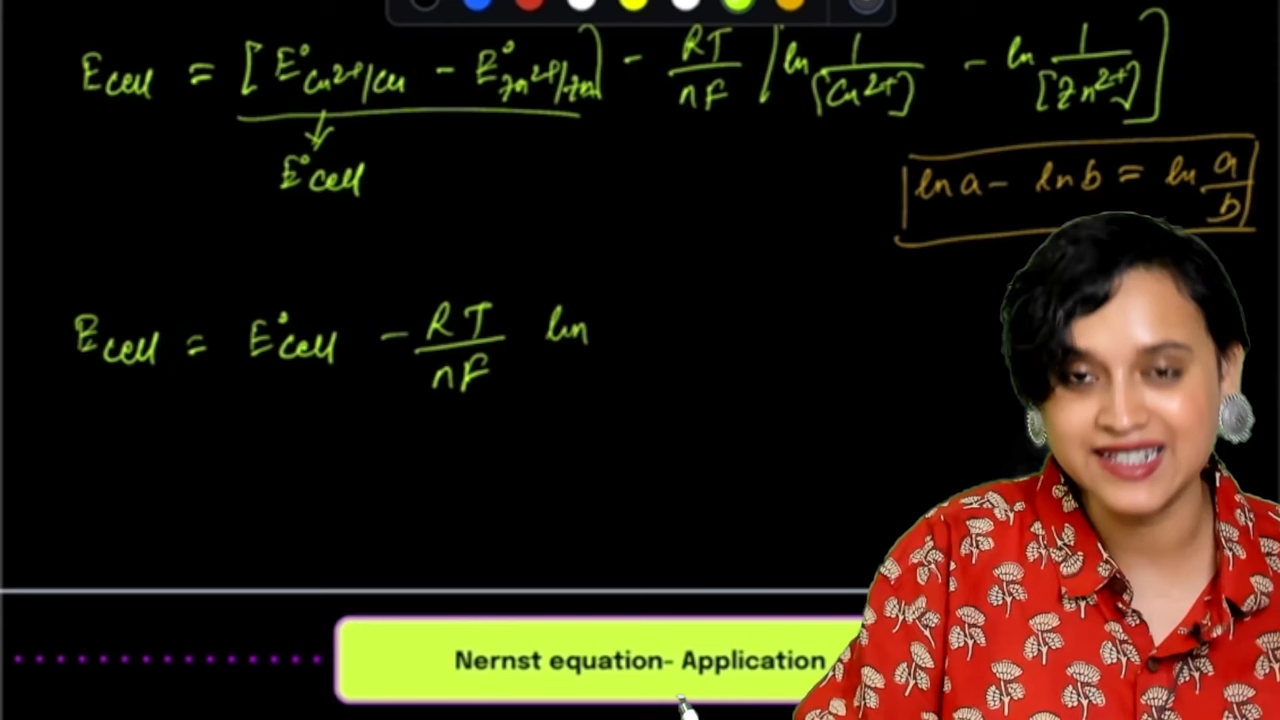 Ecell = [E°Cu²⁺/Cu - E°Zn²⁺/Zn] - RT/nF [ln 1/[Cu²⁺] - ln 1/[Zn²⁺]]
E°cell
ln a - ln b = ln a/b
Ecell = E°cell - RT/nF ln
Nernst equation- Application